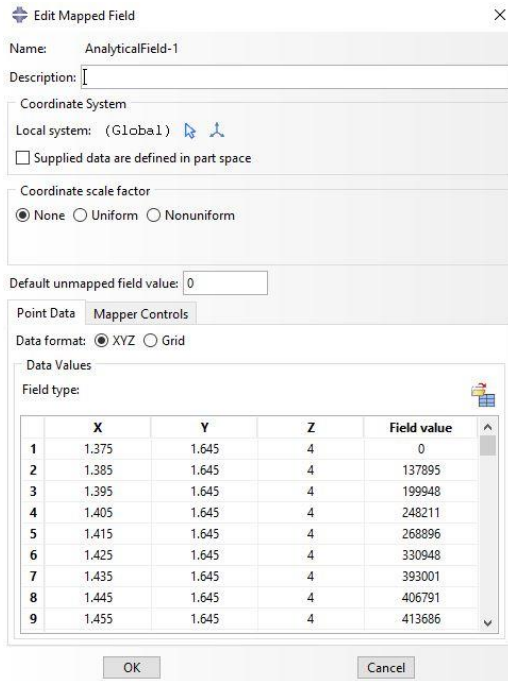 Edit Mapped Field
Name: AnalyticalField-1
Description:
Coordinate System
Local system: (Global)
Supplied data are defined in part space
Coordinate scale factor
None Uniform Nonuniform
Default unmapped field value: 0
Point Data Mapper Controls
Data format: XYZ Grid
Data Values
Field type:
X Y Z Field value
1 1.375 1.645 4 0
2 1.385 1.645 4 137895
3 1.395 1.645 4 199948
4 1.405 1.645 4 248211
5 1.415 1.645 4 268896
6 1.425 1.645 4 330948
7 1.435 1.645 4 393001
8 1.445 1.645 4 406791
9 1.455 1.645 4 413686
OK Cancel